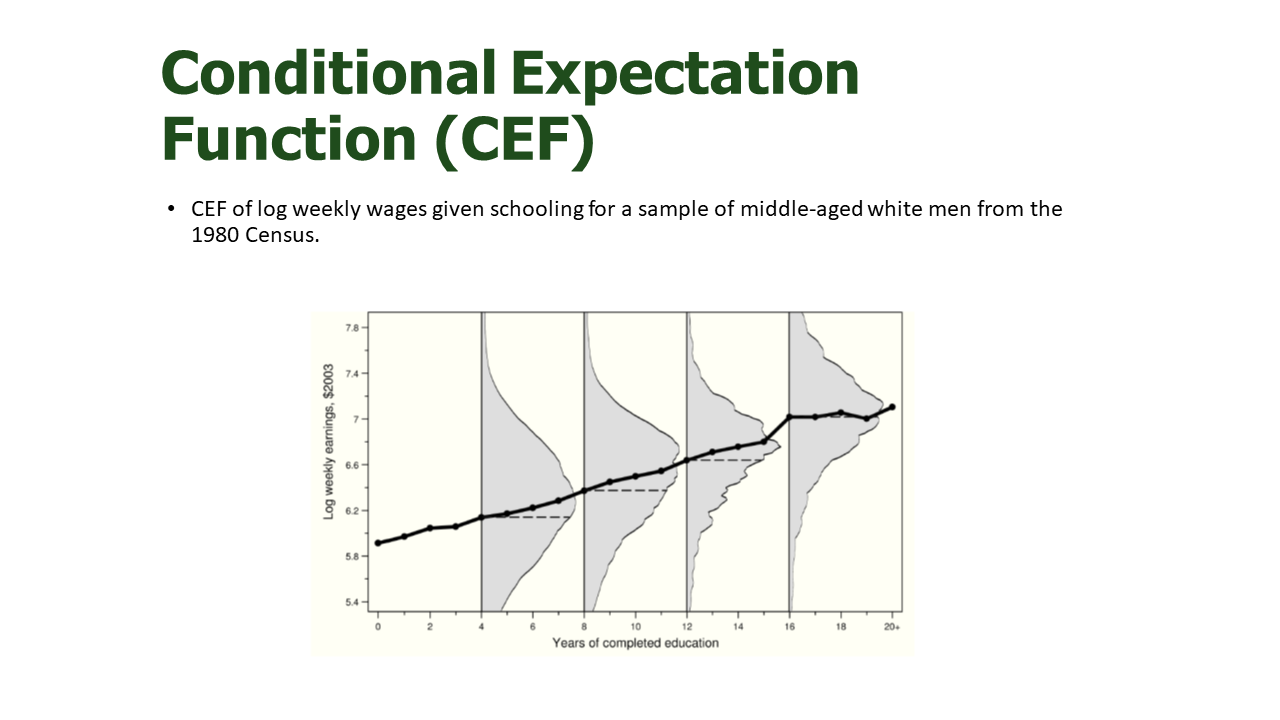 Conditional Expectation
Function (CEF)
• CEF of log weekly wages given schooling for a sample of middle-aged white men from the
1980 Census.
Log weekly earnings, $2003
7.8
7.4
7
6.6
6.2
5.8
5.4
0 2 4 6 8 10 12 14 16 18 20+
Years of completed education